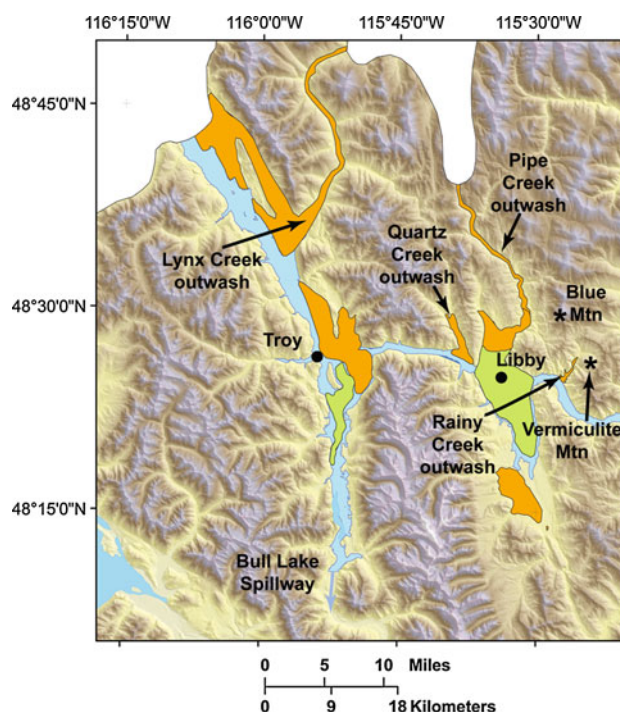 116°15'0"W 116°0'0"W 115°45'0"W 115°30'0"W
48°45'0"N
48°30'0"N
48°15'0"N
Pipe
Creek
outwash
Quartz
Creek
outwash
Lynx Creek
outwash
Blue
Mtn
Troy
Libby
Rainy
Creek
outwash
Vermiculite
Mtn
Bull Lake
Spillway
0 5 10 Miles
0 9 18 Kilometers